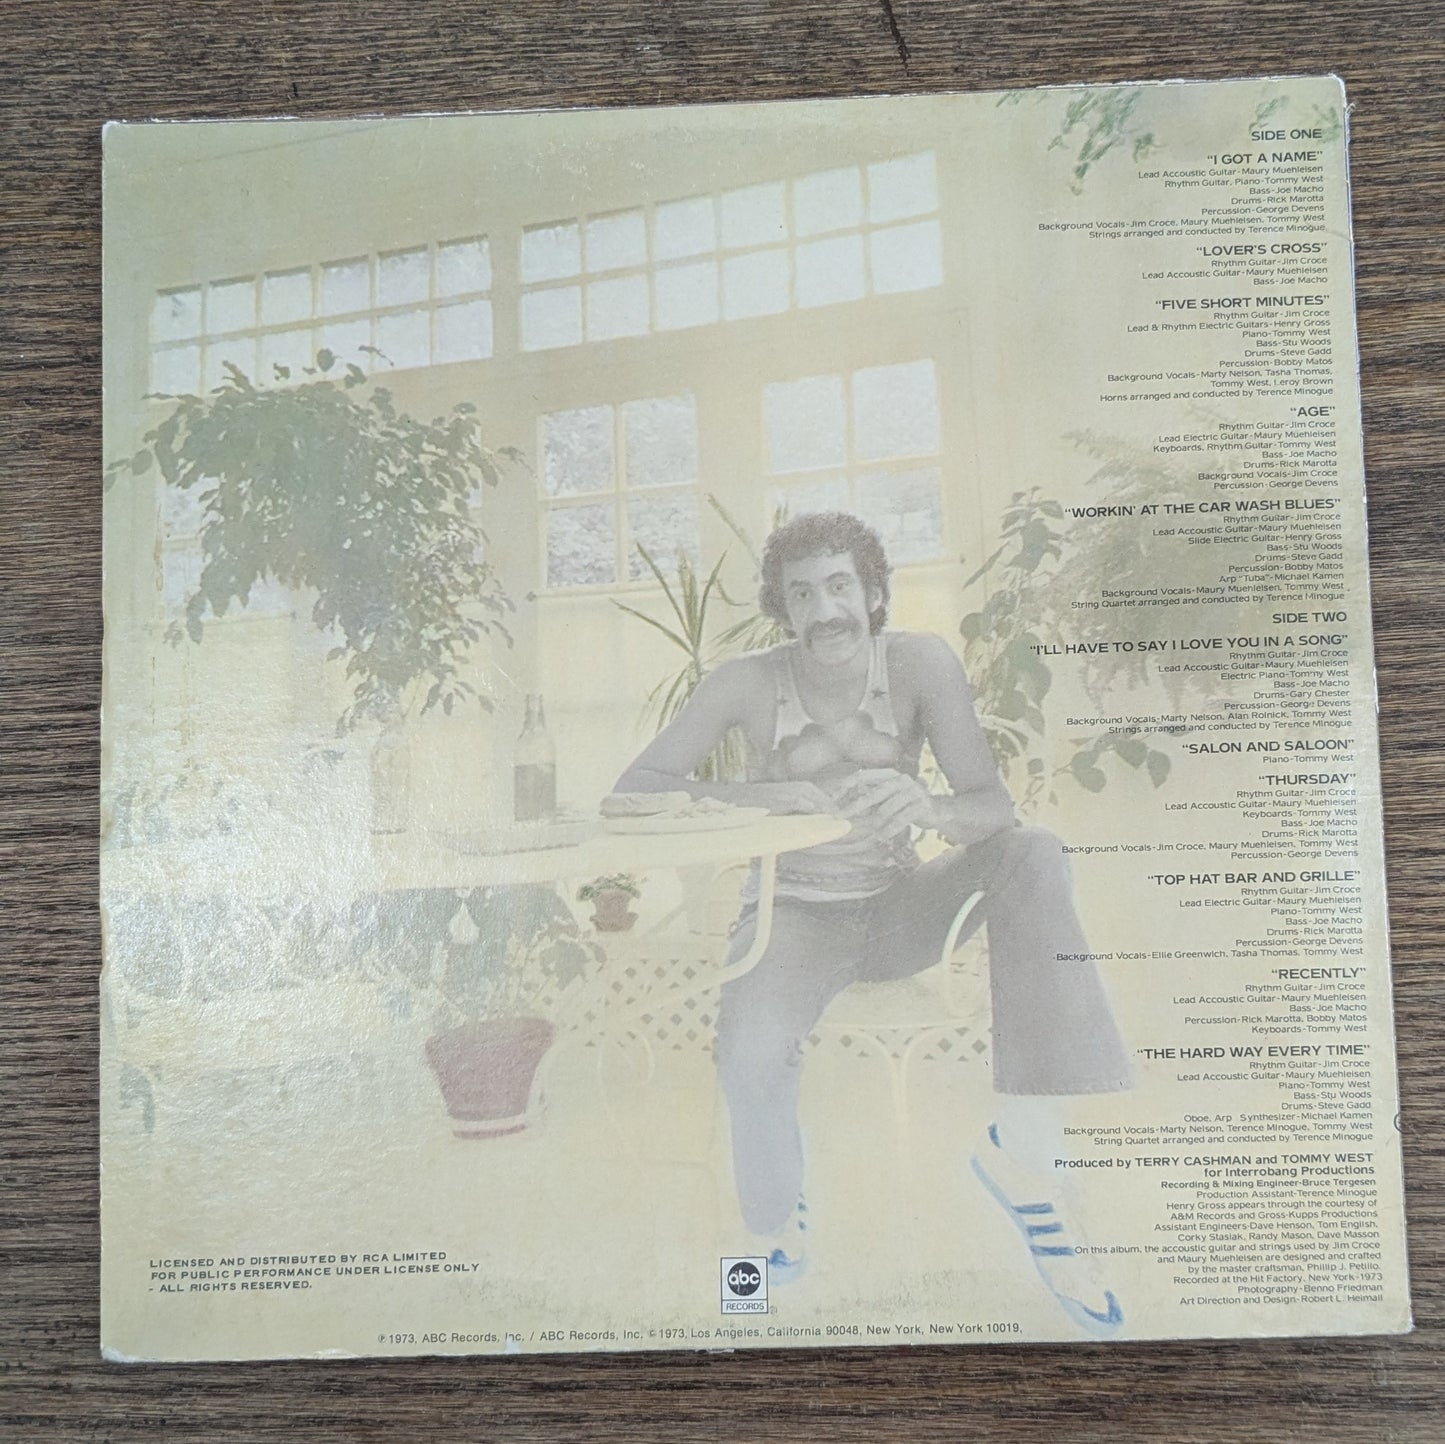 SIDE ONE
"I GOT A NAME"
Lead Accoustic Guitar-Maury Muehleisen
Rhythm Guitar, Piano-Tommy West
Bass-Joe Macho
Drums-Rick Marotta
Percussion-George Devens
Background Vocals-Jim Croce, Maury Muehleisen, Tommy West
Strings arranged and conducted by Terence Minogue
"LOVER'S CROSS"
Rhythm Guitar-Jim Croce
Lead Accoustic Guitar-Maury Muehleisen
Bass-Joe Macho
"FIVE SHORT MINUTES"
Rhythm Guitar-Jim Croce
Lead & Rhythm Electric Guitars-Henry Gross
Piano-Tommy West
Bass-Stu Woods
Drums-Steve Gadd
Percussion-Bobby Matos
Background Vocals-Marty Nelson, Tasha Thomas,
Tommy West, Leroy Brown
Horns arranged and conducted by Terence Minogue
"AGE"
Rhythm Guitar-Jim Croce
Lead Electric Guitar-Maury Muehleisen
Keyboards, Rhythm Guitar-Tommy West
Bass-Joe Macho
Drums-Rick Marotta
Background Vocals-Jim Croce
Percussion-George Devens
"WORKIN' AT THE CAR WASH BLUES"
Rhythm Guitar-Jim Croce
Lead Accoustic Guitar-Maury Muehleisen
Slide Electric Guitar-Henry Gross
Bass-Stu Woods
Drums-Steve Gadd
Percussion-Bobby Matos
Arp "Tuba"-Michael Kamen
Background Vocals-Maury Muehleisen, Tommy West
String Quartet arranged and conducted by Terence Minogue
SIDE TWO
"I'LL HAVE TO SAY I LOVE YOU IN A SONG"
Rhythm Guitar-Jim Croce
Lead Accoustic Guitar-Maury Muehleisen
Electric Piano-Tommy West
Bass-Joe Macho
Drums-Gary Chester
Percussion-George Devens
Background Vocals-Marty Nelson, Alan Rolnick, Tommy West
Strings arranged and conducted by Terence Minogue
"SALON AND SALOON"
Piano-Tommy West
"THURSDAY"
Rhythm Guitar-Jim Croce
Lead Accoustic Guitar-Maury Muehleisen
Keyboards-Tommy West
Bass-Joe Macho
Drums-Rick Marotta
Background Vocals-Jim Croce, Maury Muehleisen, Tommy West
Percussion-George Devens
"TOP HAT BAR AND GRILLE"
Rhythm Guitar-Jim Croce
Lead Electric Guitar-Maury Muehleisen
Piano-Tommy West
Bass-Joe Macho
Drums-Rick Marotta
Percussion-George Devens
Background Vocals-Ellie Greenwich, Tasha Thomas, Tommy West
"RECENTLY"
Rhythm Guitar-Jim Croce
Lead Accoustic Guitar-Maury Muehleisen
Bass-Joe Macho
Percussion-Rick Marotta, Bobby Matos
Keyboards-Tommy West
"THE HARD WAY EVERY TIME"
Rhythm Guitar-Jim Croce
Lead Accoustic Guitar-Maury Muehleisen
Piano-Tommy West
Bass-Stu Woods
Drums-Steve Gadd
Oboe, Arp Synthesizer-Michael Kamen
Background Vocals-Marty Nelson, Terence Minogue, Tommy West
String Quartet arranged and conducted by Terence Minogue
Produced by TERRY CASHMAN and TOMMY WEST
for Interrobang Productions
Recording & Mixing Engineer-Bruce Tergesen
Production Assistant-Terence Minogue
Henry Gross appears through the courtesy of
A&M Records and Gross-Kupps Productions
Assistant Engineers-Dave Henson, Tom English,
Corky Stasiak, Randy Mason, Dave Masson
On this album, the accoustic guitar and strings used by Jim Croce
and Maury Muehleisen are designed and crafted
by the master craftsman, Phillip J. Petillo.
Recorded at the Hit Factory, New York-1973
Photography-Benno Friedman
Art Direction and Design-Robert L. Heimall
LICENSED AND DISTRIBUTED BY RCA LIMITED
FOR PUBLIC PERFORMANCE UNDER LICENSE ONLY
- ALL RIGHTS RESERVED.
abc
RECORDS
℗ 1973, ABC Records, Inc. / ABC Records, Inc. © 1973, Los Angeles, California 90048, New York, New York 10019,